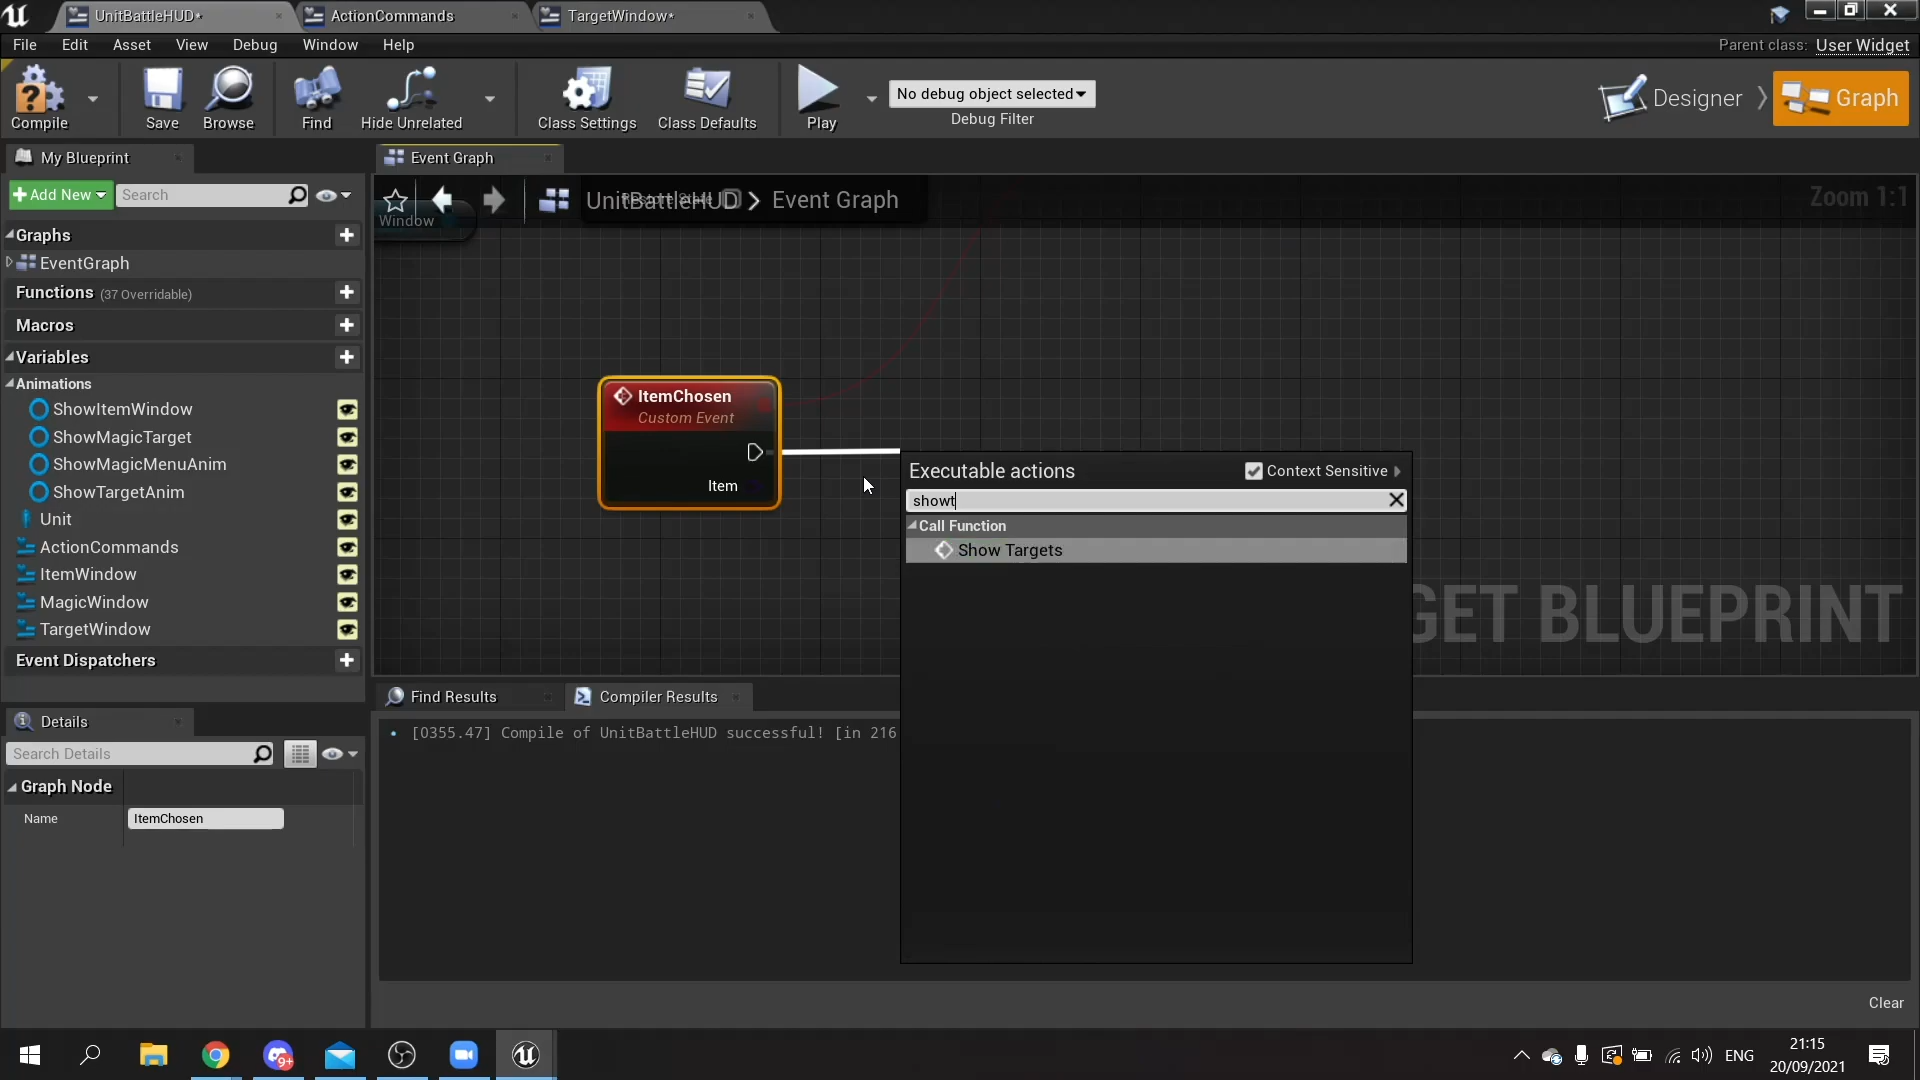 UnitBattleHUD*
ActionCommands
TargetWindow*
File Edit Asset View Debug Window Help
Parent class: User Widget
Compile
Save
Browse
Find
Hide Unrelated
Class Settings
Class Defaults
Play
No debug object selected
Debug Filter
Designer
Graph
My Blueprint
Add New
Search
Graphs
EventGraph
Functions (37 Overridable)
Macros
Variables
Animations
ShowItemWindow
ShowMagicTarget
ShowMagicMenuAnim
ShowTargetAnim
Unit
ActionCommands
ItemWindow
MagicWindow
TargetWindow
Event Dispatchers
Details
Search Details
Graph Node
Name ItemChosen
Event Graph
Window
UnitBattleHUD > Event Graph
Zoom 1:1
ItemChosen
Custom Event
Item
Executable actions
Context Sensitive
showt
Call Function
Show Targets
GET BLUEPRINT
Find Results
Compiler Results
[0355.47] Compile of UnitBattleHUD successful! [in 216
Clear
9+
ENG
21:15
20/09/2021